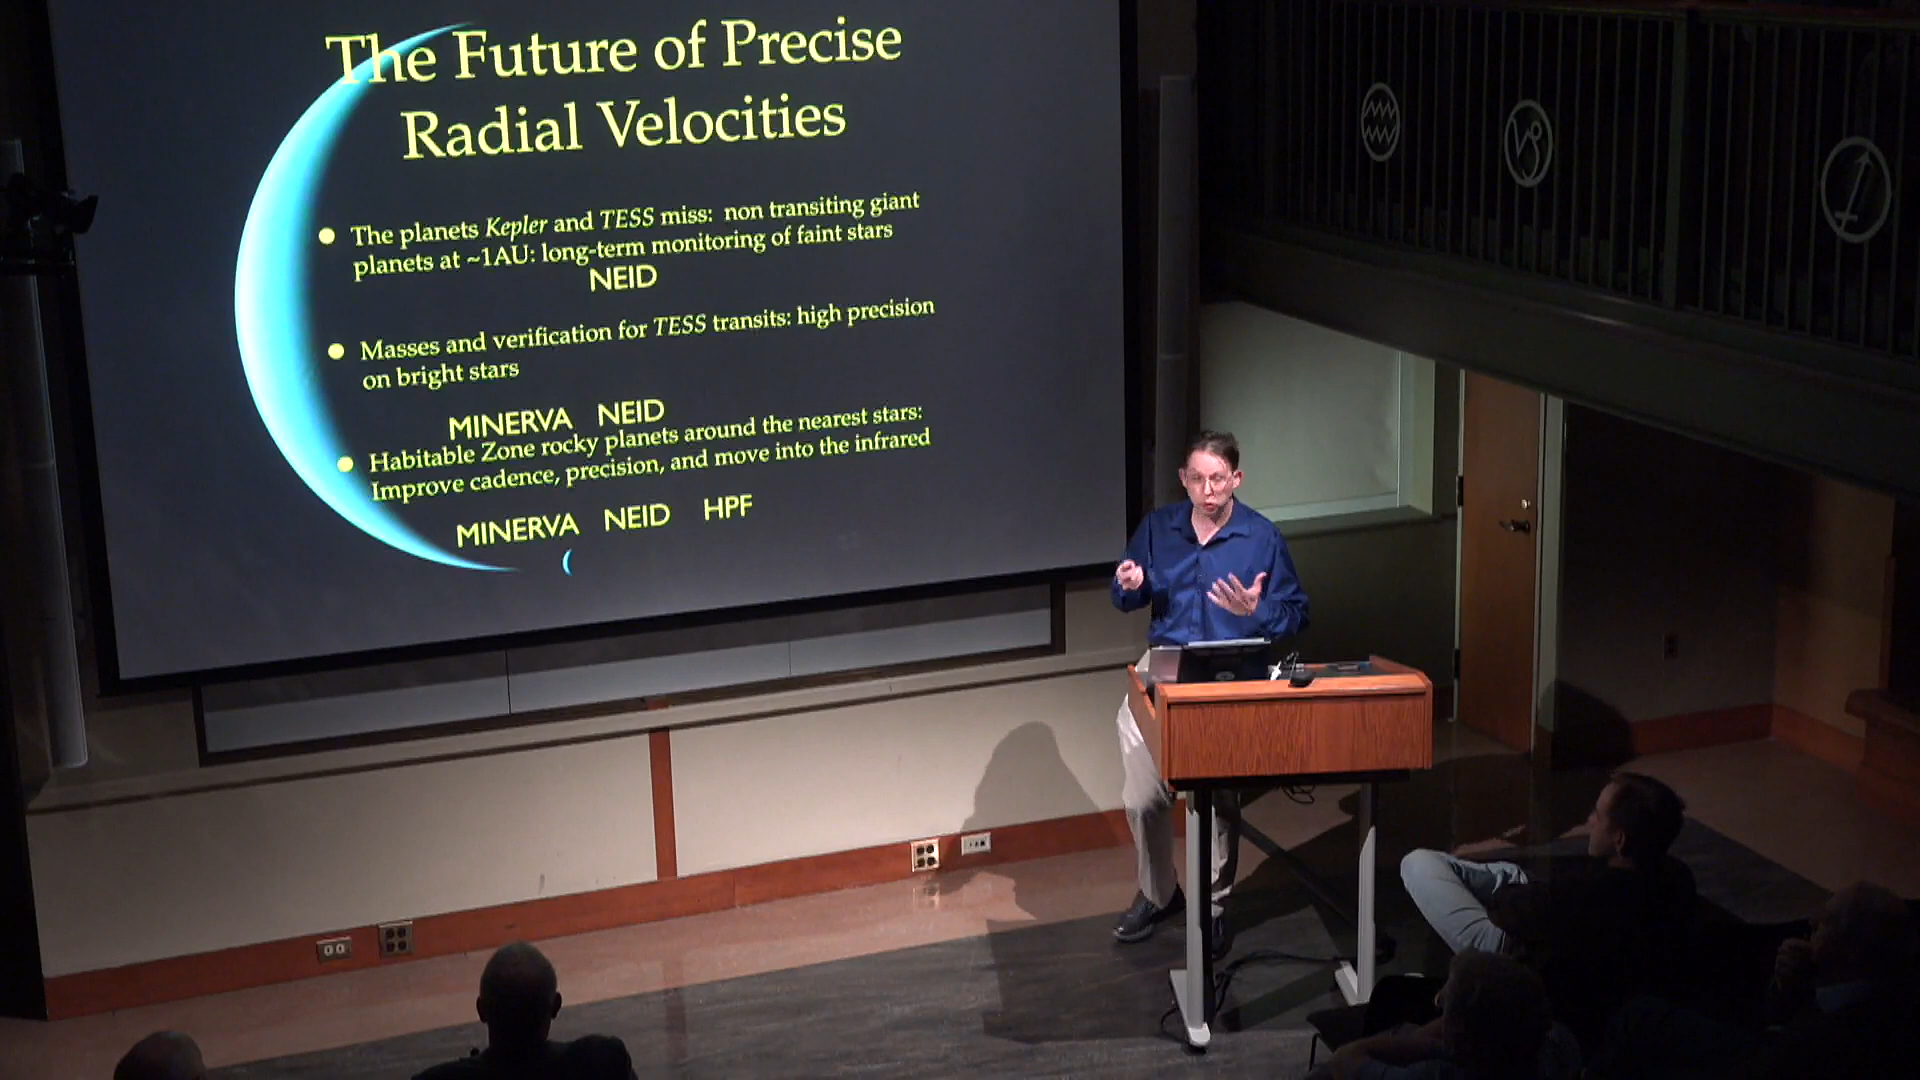 The Future of Precise
Radial Velocities
The planets Kepler and TESS miss: non transiting giant
planets at ~1AU: long-term monitoring of faint stars
NEID
Masses and verification for TESS transits: high precision
on bright stars
MINERVA NEID
Habitable Zone rocky planets around the nearest stars:
Improve cadence, precision, and move into the infrared
MINERVA NEID HPF